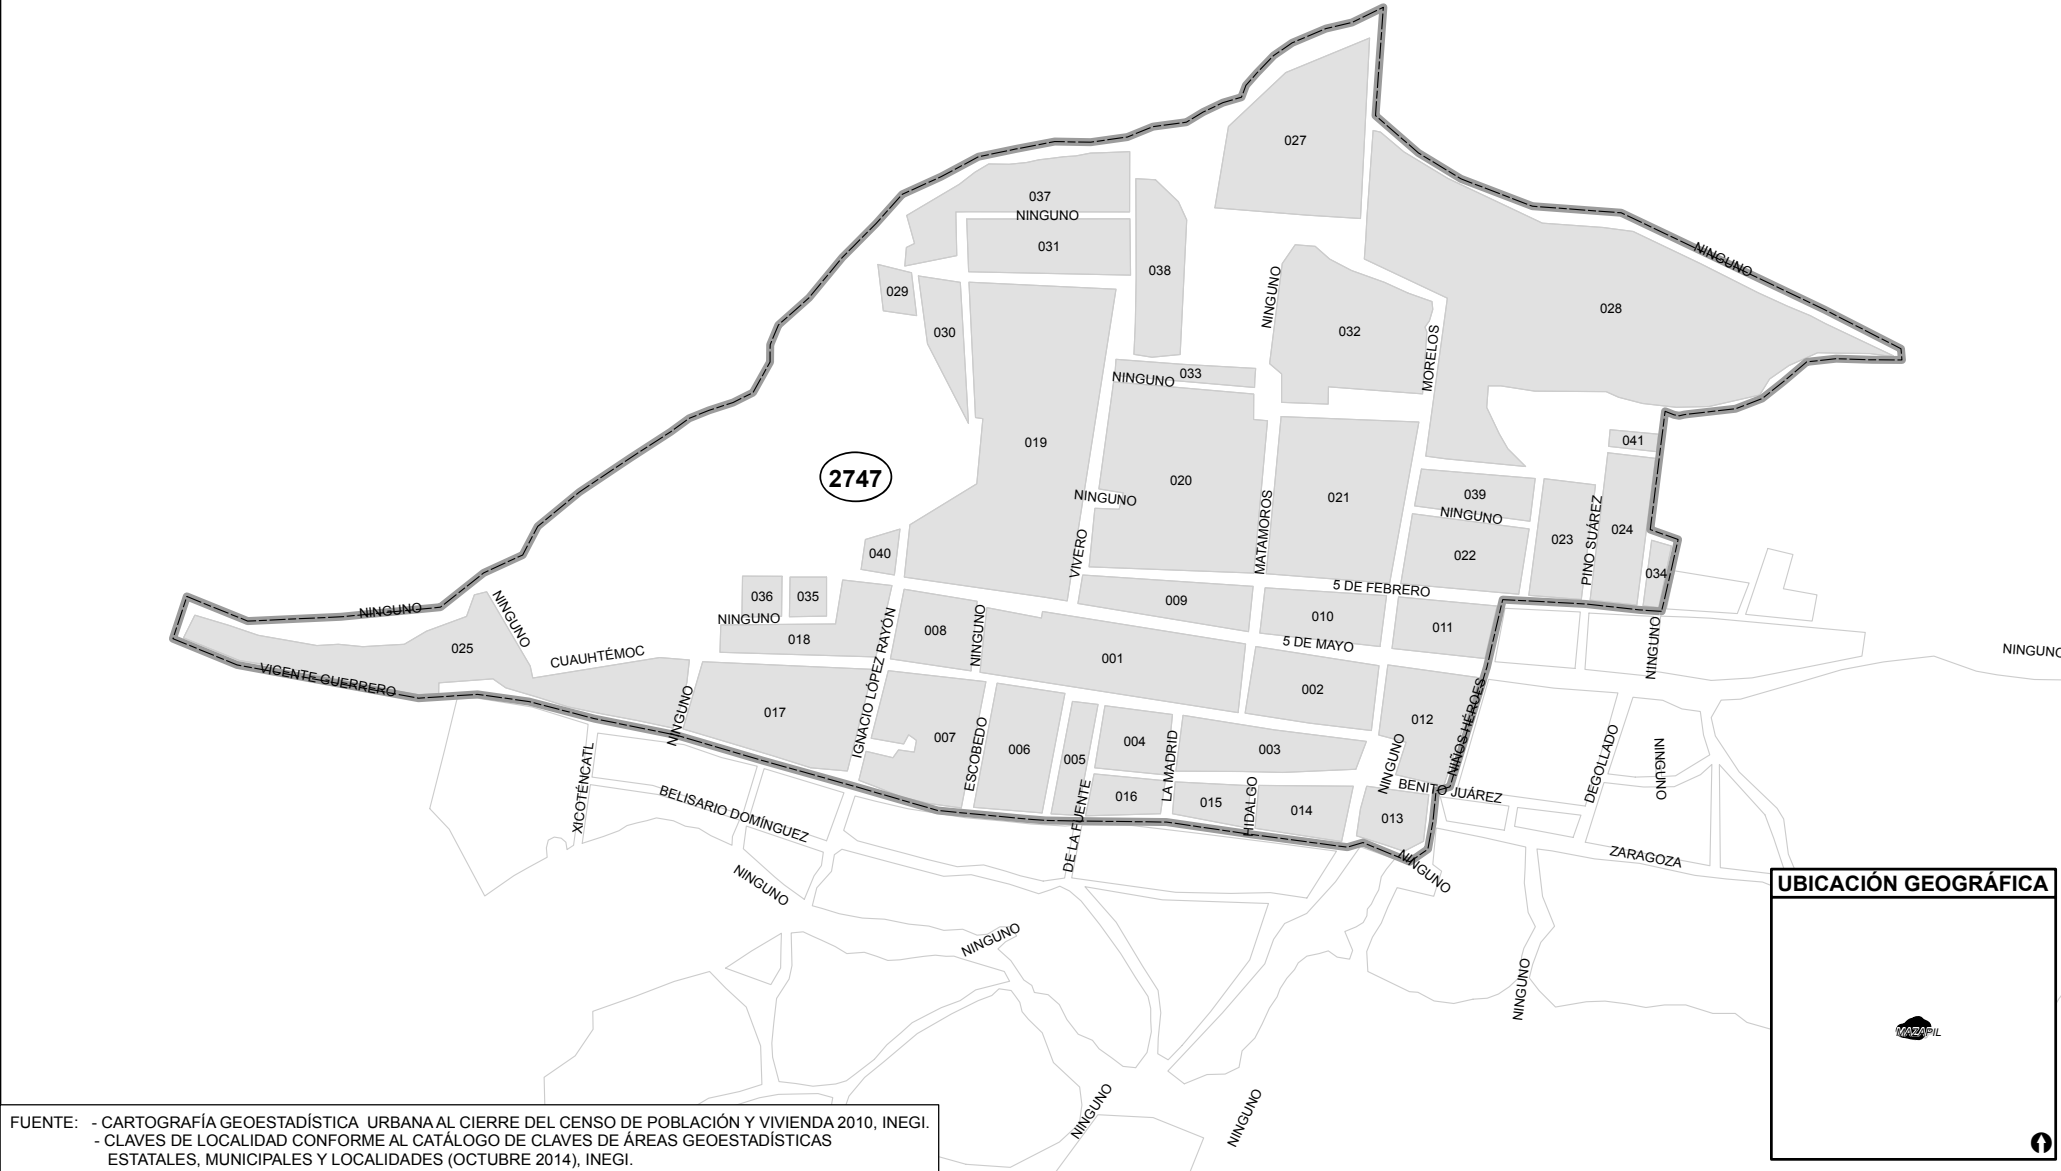 027
037
NINGUNO
031
038
NINGUNO
029
NINGUNO
028
030
032
MORELOS
033
NINGUNO
019
041
2747
020
NINGUNO
021
039
NINGUNO
MATAMOROS
PINO SUÁREZ
024
023
040
VIVERO
022
034
5 DE FEBRERO
036
035
009
NINGUNO
NINGUNO
NINGUNO
018
IGNACIO LÓPEZ RAYÓN
008
NINGUNO
010
011
5 DE MAYO
025
CUAUHTÉMOC
001
NINGUNO
NINGUNO
VICENTE GUERRERO
002
NINGUNO
017
007
ESCOBEDO
006
004
LA MADRID
003
012
NIÑOS HÉROES
NINGUNO
005
DEGOLLADO
NINGUNO
XICOTÉNCATL
BELISARIO DOMÍNGUEZ
DE LA FUENTE
016
015
HIDALGO
014
013
BENITO JUÁREZ
NINGUNO
ZARAGOZA
NINGUNO
NINGUNO
NINGUNO
NINGUNO
NINGUNO
UBICACIÓN GEOGRÁFICA
MAZAPIL
FUENTE: - CARTOGRAFÍA GEOESTADÍSTICA URBANA AL CIERRE DEL CENSO DE POBLACIÓN Y VIVIENDA 2010, INEGI.
- CLAVES DE LOCALIDAD CONFORME AL CATÁLOGO DE CLAVES DE ÁREAS GEOESTADÍSTICAS
ESTATALES, MUNICIPALES Y LOCALIDADES (OCTUBRE 2014), INEGI.